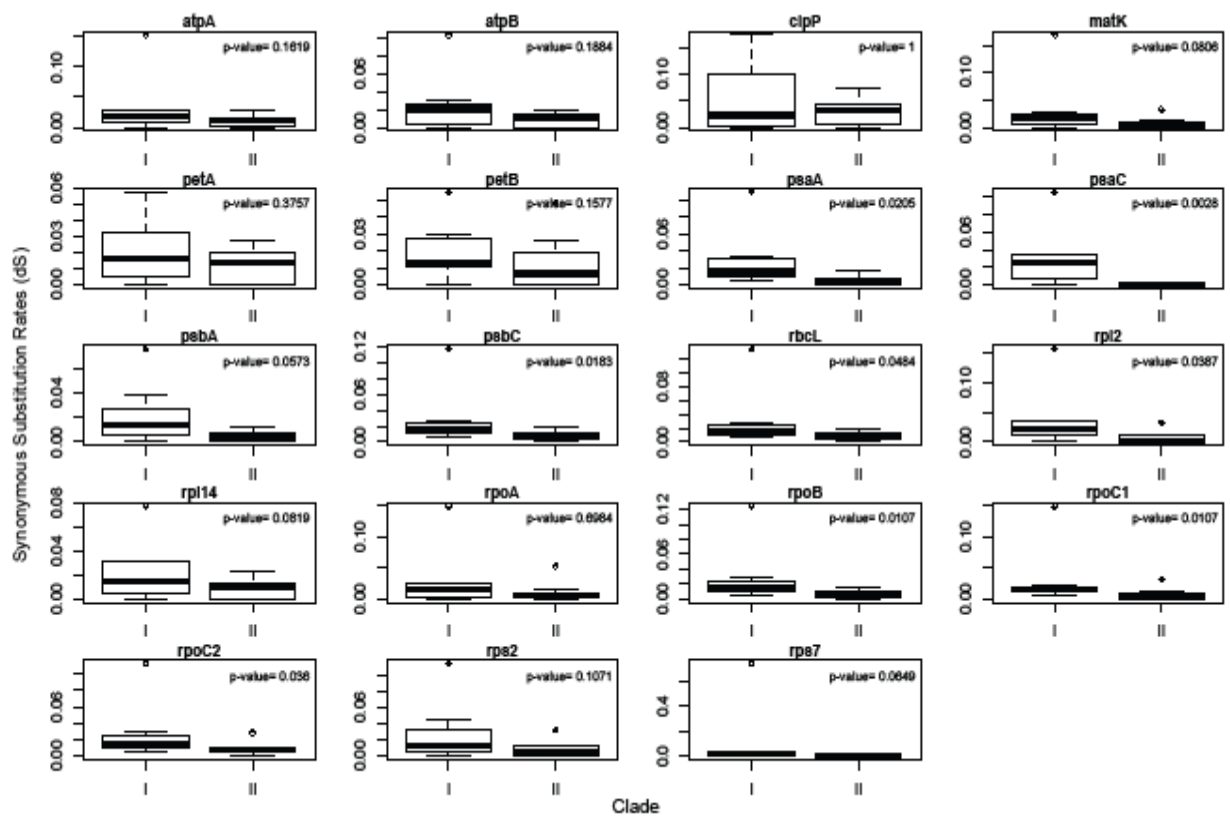 atpA atpB clpP matK
p-value= 0.1619 p-value= 0.1884 p-value= 1 p-value= 0.0806
0.10 0.06 0.10 0.10
0.00 0.00 0.00 0.00
I II I II I II I II
petA petB psaA psaC
p-value= 0.3757 p-value= 0.1577 p-value= 0.0205 p-value= 0.0028
0.06
0.03 0.03 0.06 0.06
0.00 0.00 0.00 0.00
I II I II I II I II
psbA psbC rbcL rpl2
p-value= 0.0573 p-value= 0.0183 p-value= 0.0484 p-value= 0.0387
0.12
0.04 0.06 0.08 0.10
0.00 0.00 0.00 0.00
I II I II I II I II
rpl14 rpoA rpoB rpoC1
p-value= 0.0819 p-value= 0.6984 p-value= 0.0107 p-value= 0.0107
0.08 0.12
0.04 0.10 0.06 0.10
0.00 0.00 0.00 0.00
I II I II I II I II
rpoC2 rps2 rps7
p-value= 0.036 p-value= 0.1071 p-value= 0.0649
0.06 0.06 0.4
0.00 0.00 0.0
I II I II I II
Synonymous Substitution Rates (dS)
Clade